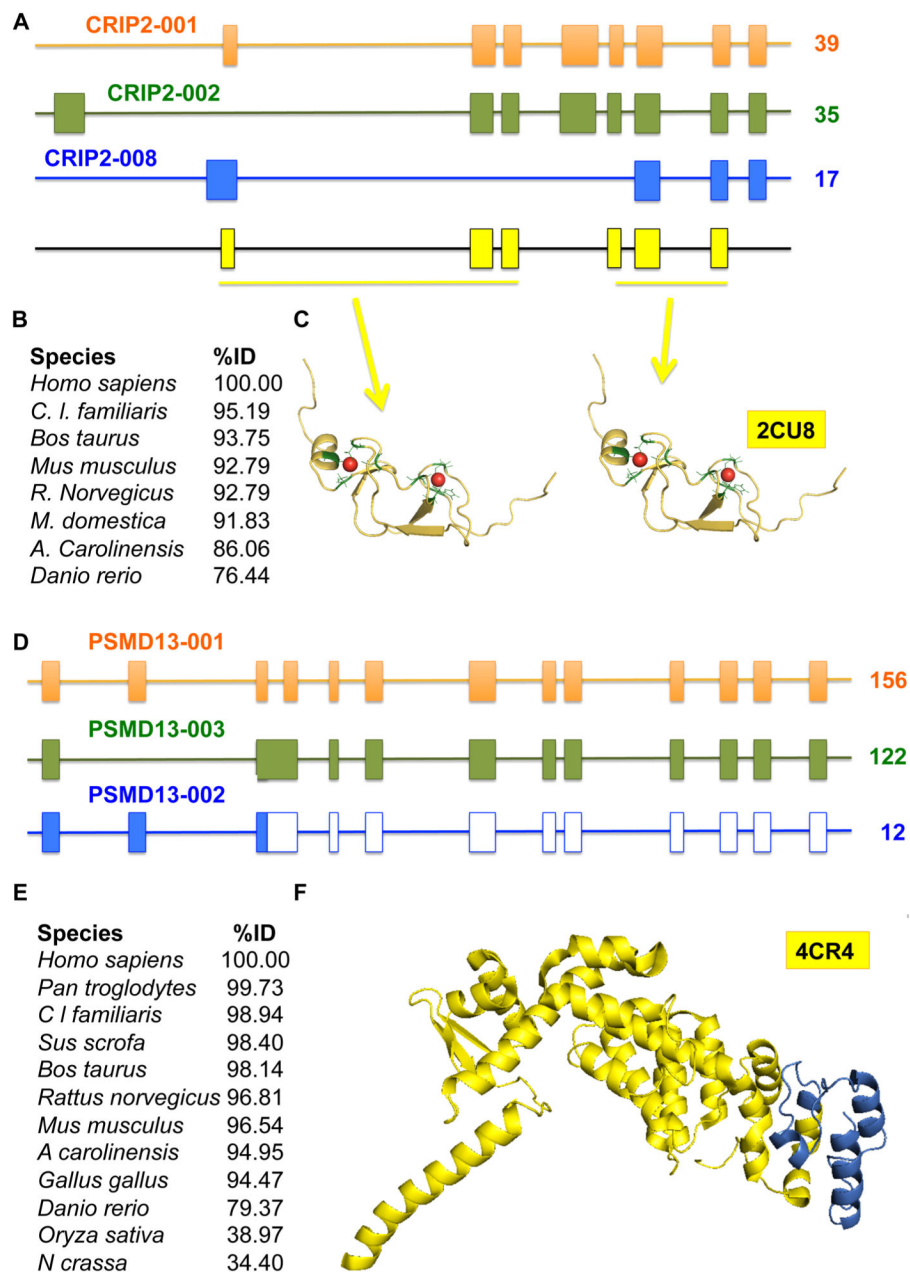 A
CRIP2-001
39
CRIP2-002
35
CRIP2-008
17
B
C
Species %ID
Homo sapiens 100.00
C. l. familiaris 95.19
Bos taurus 93.75
Mus musculus 92.79
R. Norvegicus 92.79
M. domestica 91.83
A. Carolinensis 86.06
Danio rerio 76.44
2CU8
D
PSMD13-001
156
PSMD13-003
122
PSMD13-002
12
E
F
Species %ID
Homo sapiens 100.00
Pan troglodytes 99.73
C l familiaris 98.94
Sus scrofa 98.40
Bos taurus 98.14
Rattus norvegicus 96.81
Mus musculus 96.54
A carolinensis 94.95
Gallus gallus 94.47
Danio rerio 79.37
Oryza sativa 38.97
N crassa 34.40
4CR4